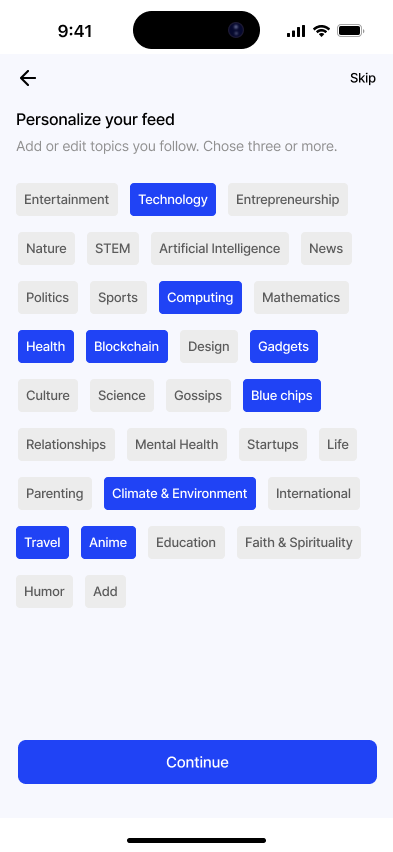 9:41
Skip
Personalize your feed
Add or edit topics you follow. Chose three or more.
Entertainment Technology Entrepreneurship
Nature STEM Artificial Intelligence News
Politics Sports Computing Mathematics
Health Blockchain Design Gadgets
Culture Science Gossips Blue chips
Relationships Mental Health Startups Life
Parenting Climate & Environment International
Travel Anime Education Faith & Spirituality
Humor Add
Continue